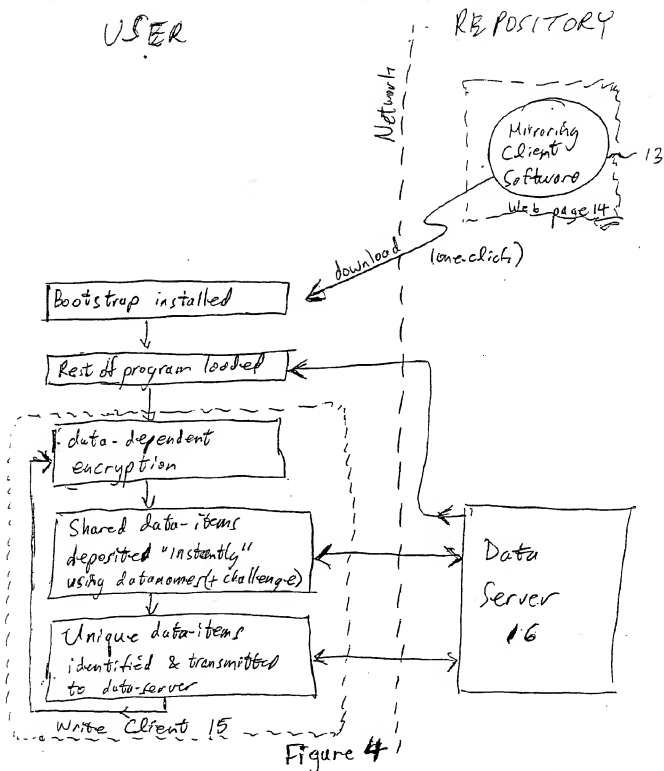 USER
REPOSITORY
Network
Mirroring
Client
Software
13
Web page 14
download
(one-click)
Bootstrap installed
Rest of program loaded
data-dependent
encryption
Shared data-items
deposited "instantly"
using datanames (+ challenge)
Unique data-items
identified & transmitted
to data-server
Write Client 15
Data
Server
16
Figure 4